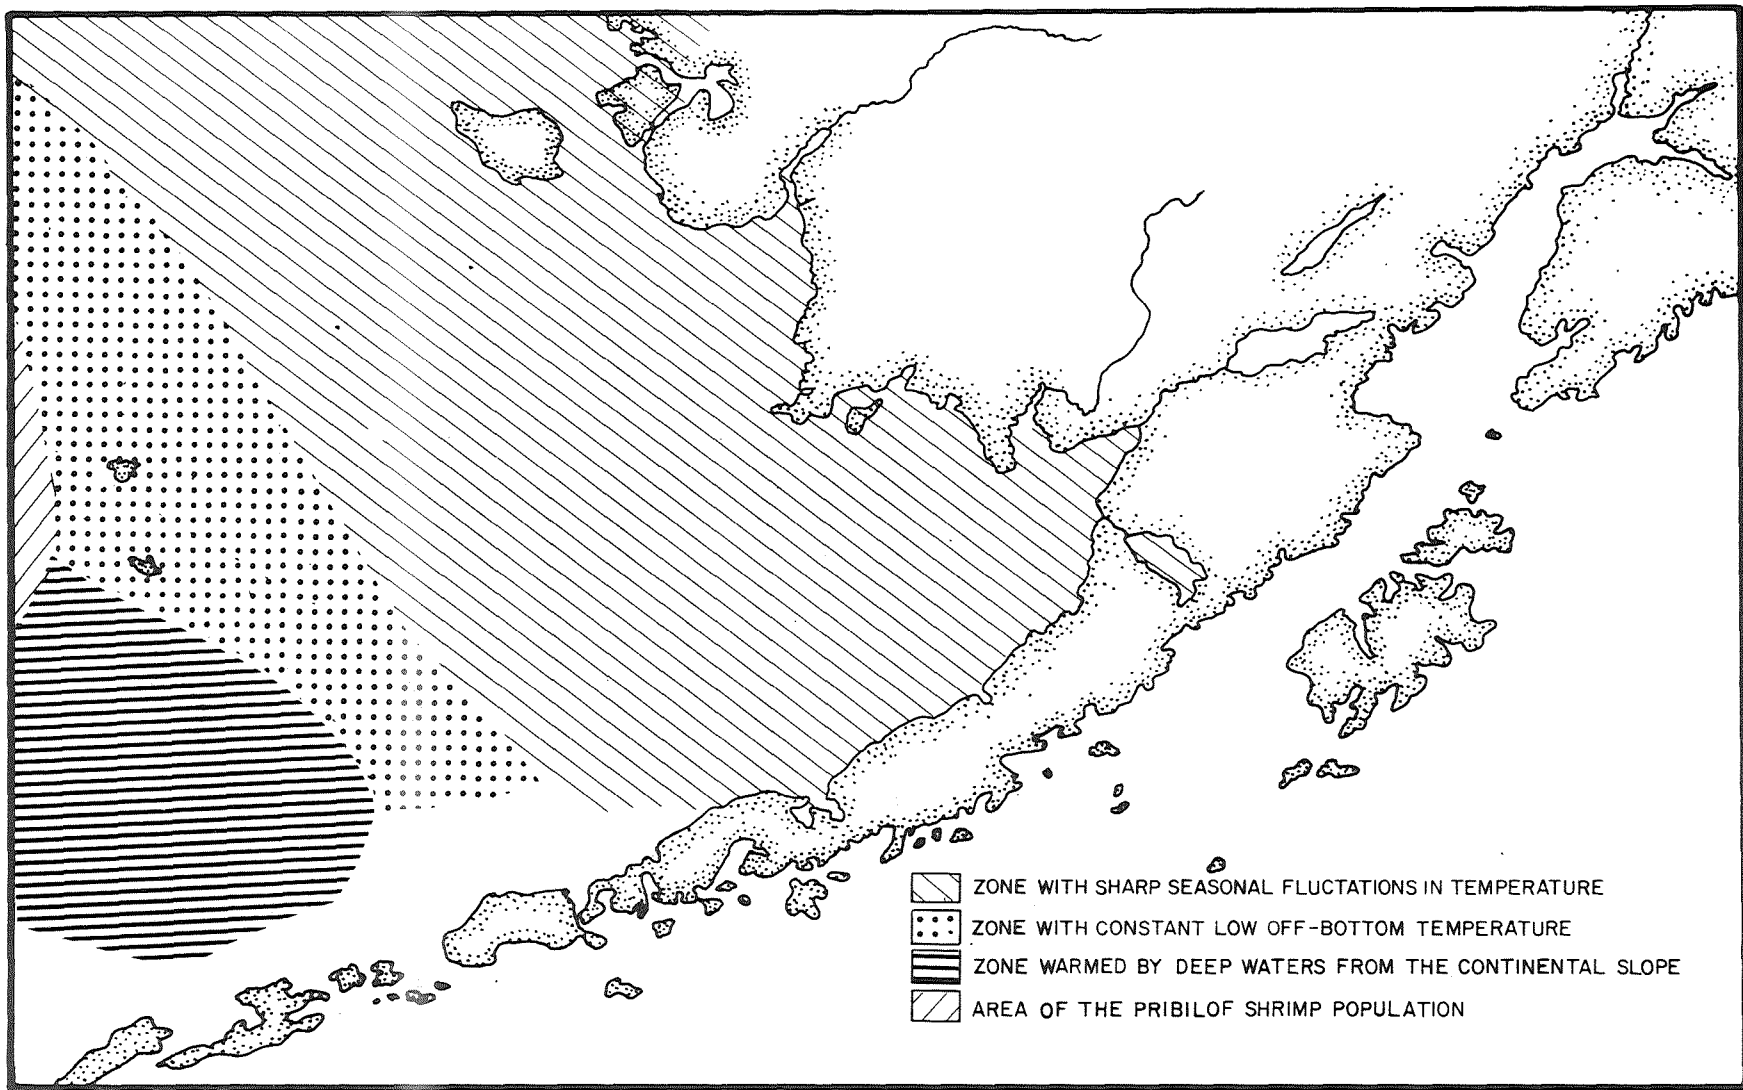 ZONE WITH SHARP SEASONAL FLUCTATIONS IN TEMPERATURE
ZONE WITH CONSTANT LOW OFF-BOTTOM TEMPERATURE
ZONE WARMED BY DEEP WATERS FROM THE CONTINENTAL SLOPE
AREA OF THE PRIBILOF SHRIMP POPULATION